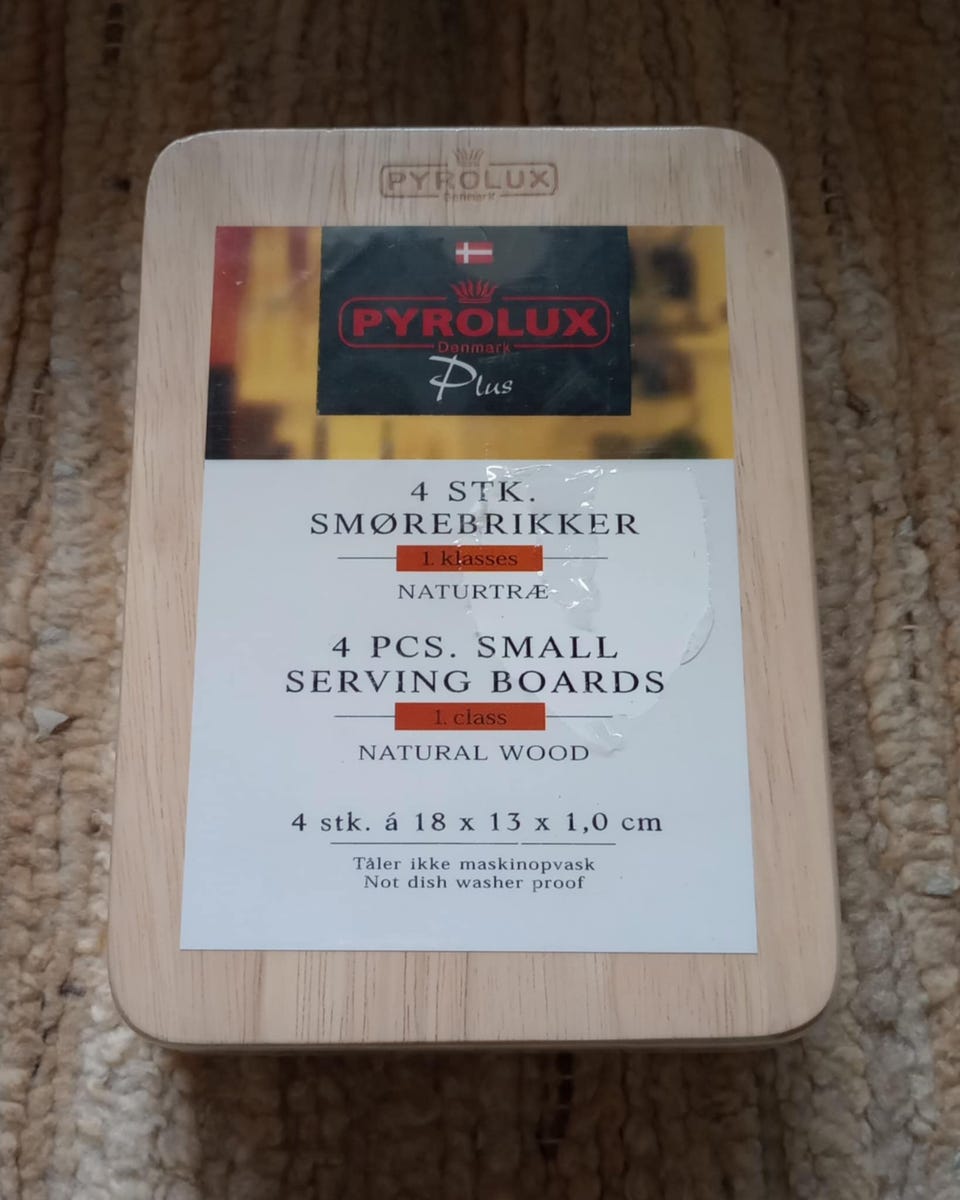 PYROLUX
Denmark
PYROLUX
Denmark
Plus
4 STK.
SMØREBRIKKER
1. klasses
NATURTRÆ
4 PCS. SMALL
SERVING BOARDS
1. class
NATURAL WOOD
4 stk. á 18 x 13 x 1,0 cm
Tåler ikke maskinopvask
Not dish washer proof